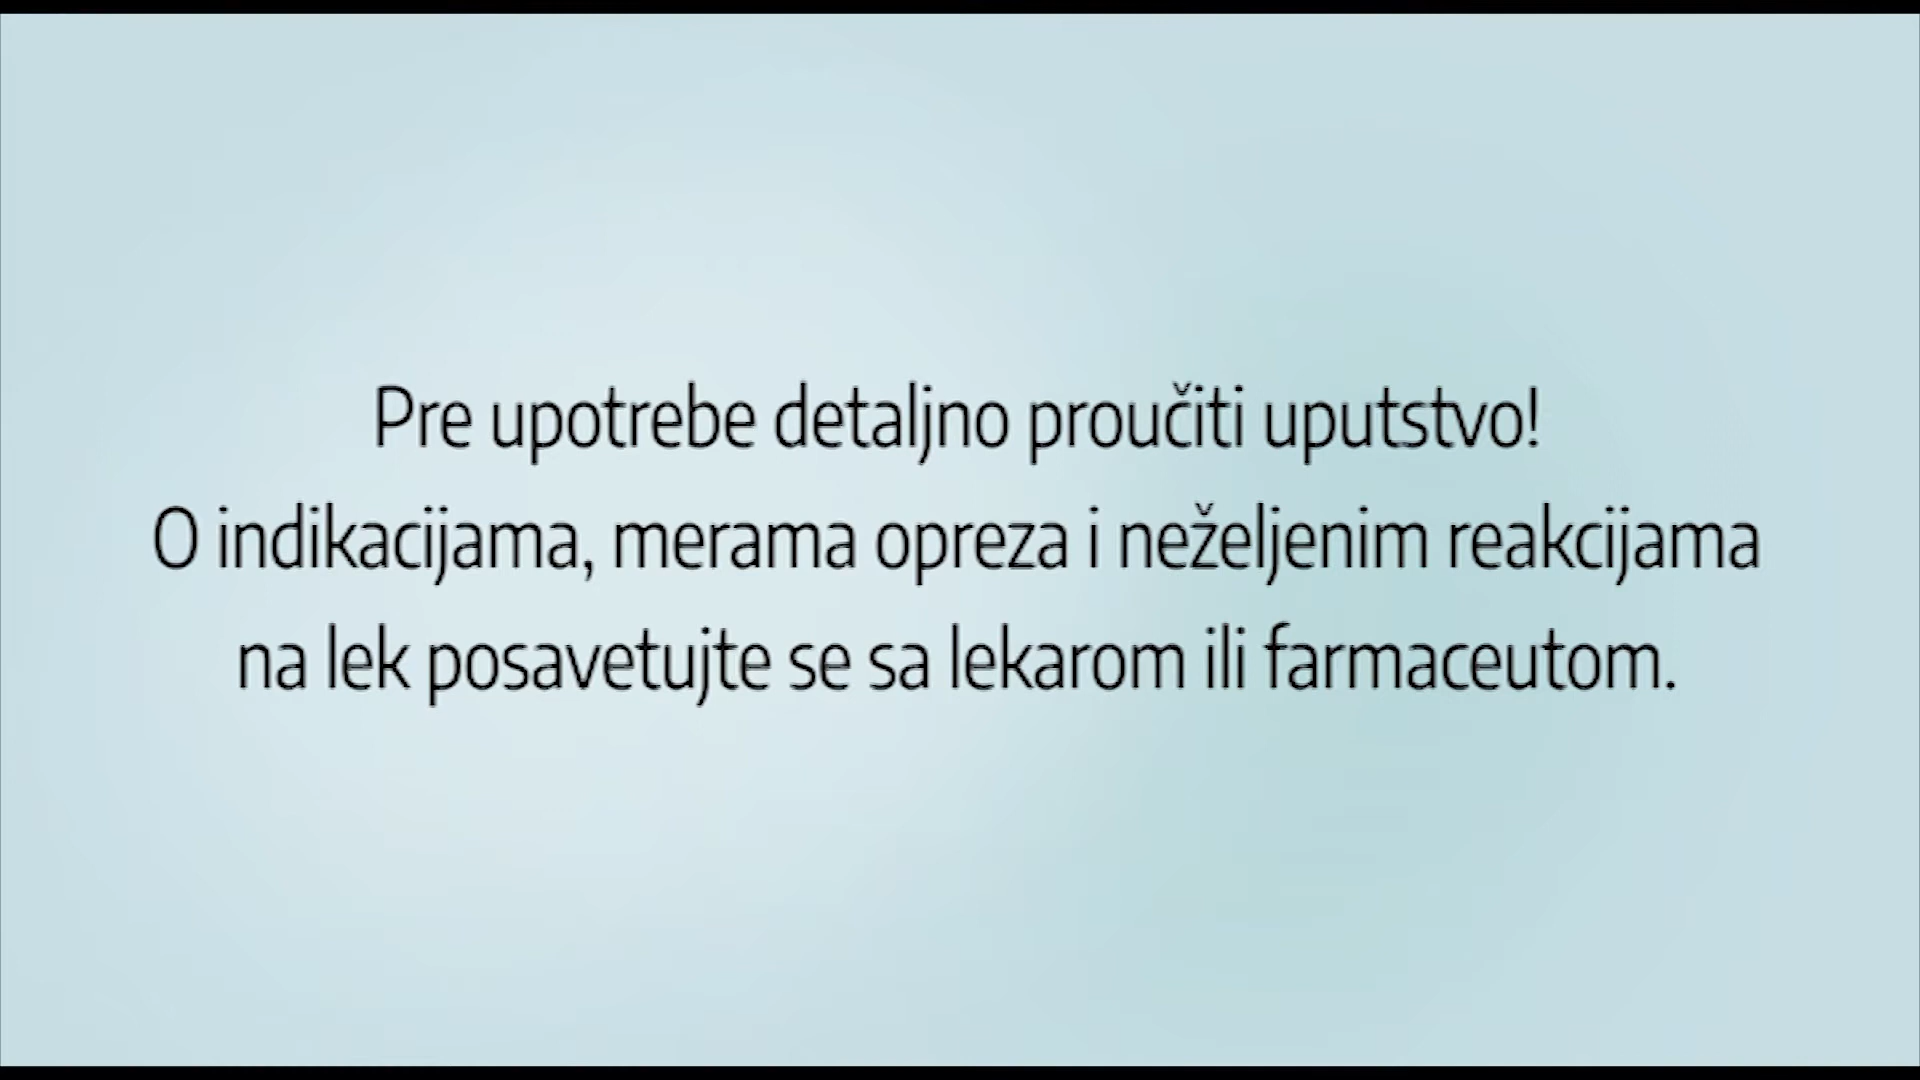 Pre upotrebe detaljno proučiti uputstvo!
O indikacijama, merama opreza i neželjenim reakcijama
na lek posavetujte se sa lekarom ili farmaceutom.